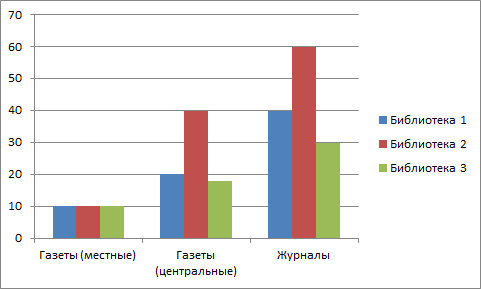 70
60
50
40
30
20
10
0
Газеты (местные)
Газеты
(центральные)
Журналы
Библиотека 1
Библиотека 2
Библиотека 3